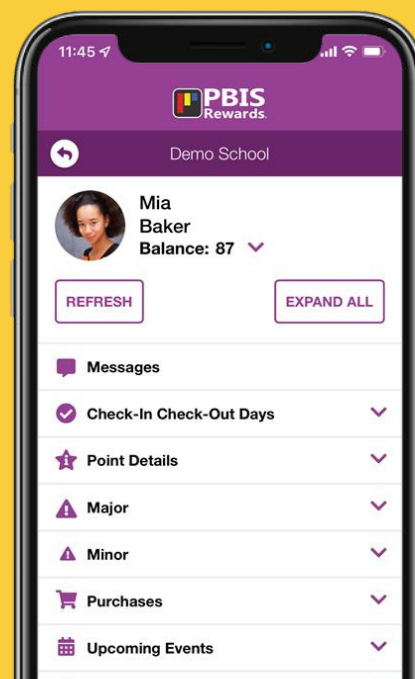 11:45
PBIS
Rewards.
Demo School
Mia
Baker
Balance: 87
REFRESH
EXPAND ALL
Messages
Check-In Check-Out Days
Point Details
Major
Minor
Purchases
Upcoming Events